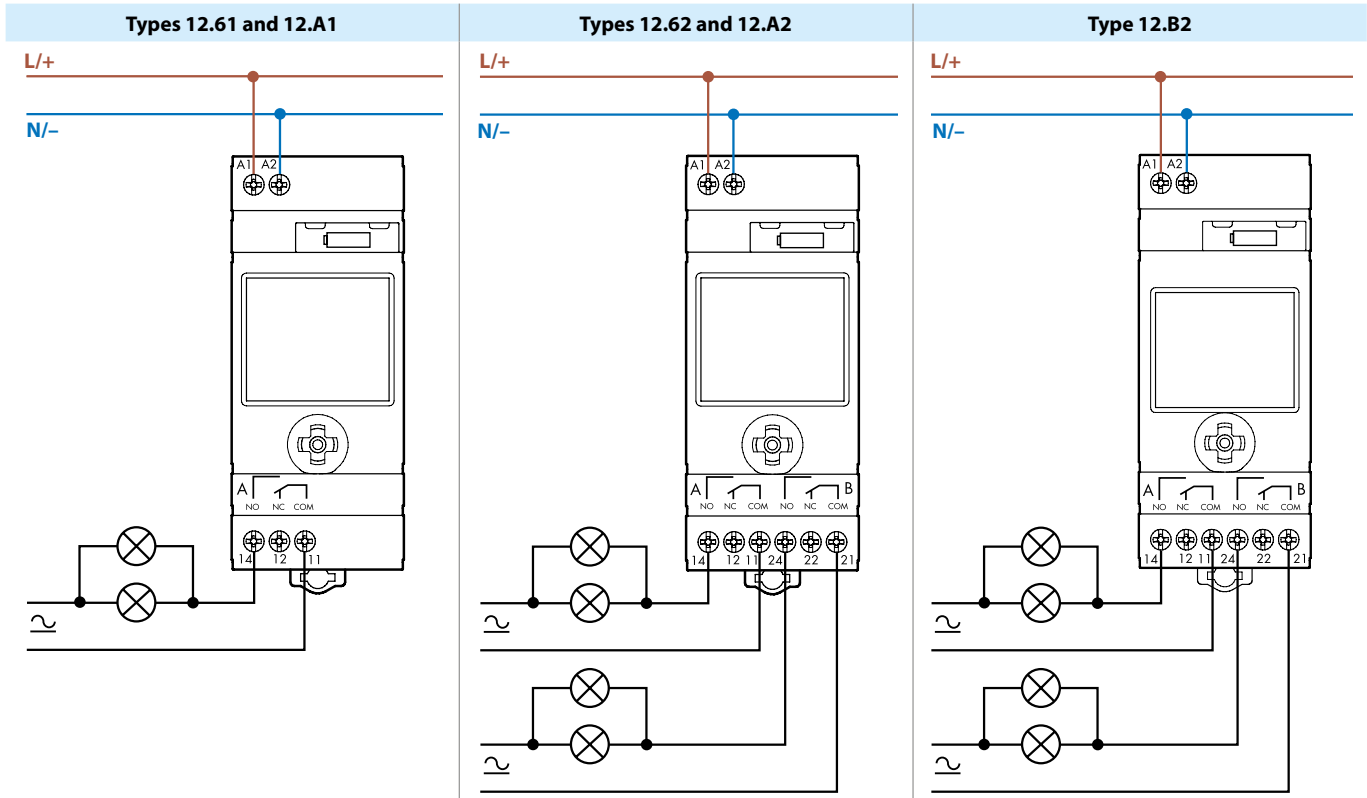 Types 12.61 and 12.A1
L/+
N/–
A1 A2
A
NO NC COM
14 12 11
Types 12.62 and 12.A2
L/+
N/–
A1 A2
A B
NO NC COM NO NC COM
14 12 11 24 22 21
Type 12.B2
L/+
N/–
A1 A2
A B
NO NC COM NO NC COM
14 12 11 24 22 21